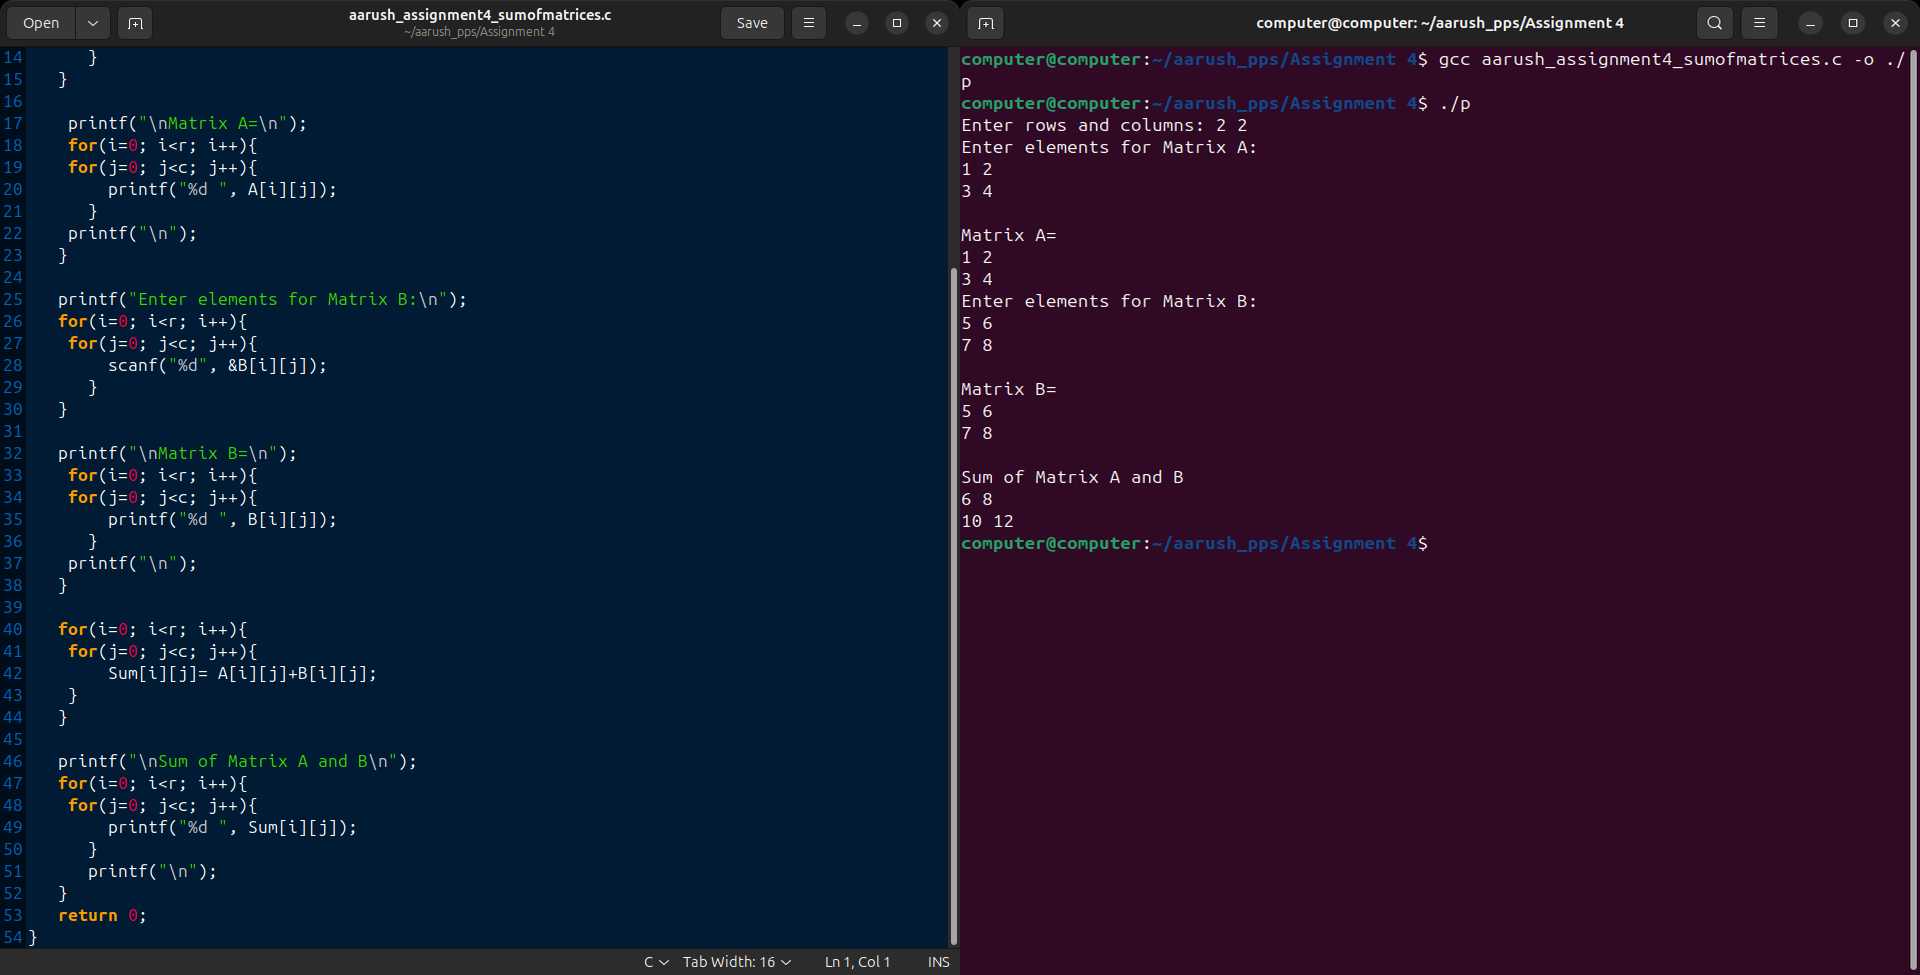 Open
aarush_assignment4_sumofmatrices.c
~/aarush_pps/Assignment 4
Save
14       }
15    }
16
17    printf("\nMatrix A=\n");
18    for(i=0; i<r; i++){
19    for(j=0; j<c; j++){
20        printf("%d ", A[i][j]);
21      }
22    printf("\n");
23    }
24
25   printf("Enter elements for Matrix B:\n");
26   for(i=0; i<r; i++){
27    for(j=0; j<c; j++){
28        scanf("%d", &B[i][j]);
29      }
30   }
31
32   printf("\nMatrix B=\n");
33    for(i=0; i<r; i++){
34    for(j=0; j<c; j++){
35        printf("%d ", B[i][j]);
36      }
37    printf("\n");
38   }
39
40   for(i=0; i<r; i++){
41    for(j=0; j<c; j++){
42        Sum[i][j]= A[i][j]+B[i][j];
43    }
44   }
45
46   printf("\nSum of Matrix A and B\n");
47   for(i=0; i<r; i++){
48    for(j=0; j<c; j++){
49        printf("%d ", Sum[i][j]);
50      }
51      printf("\n");
52   }
53   return 0;
54 }
C
Tab Width: 16
Ln 1, Col 1
INS
computer@computer: ~/aarush_pps/Assignment 4
computer@computer:~/aarush_pps/Assignment 4$ gcc aarush_assignment4_sumofmatrices.c -o ./
p
computer@computer:~/aarush_pps/Assignment 4$ ./p
Enter rows and columns: 2 2
Enter elements for Matrix A:
1 2
3 4

Matrix A=
1 2
3 4
Enter elements for Matrix B:
5 6
7 8

Matrix B=
5 6
7 8

Sum of Matrix A and B
6 8
10 12
computer@computer:~/aarush_pps/Assignment 4$